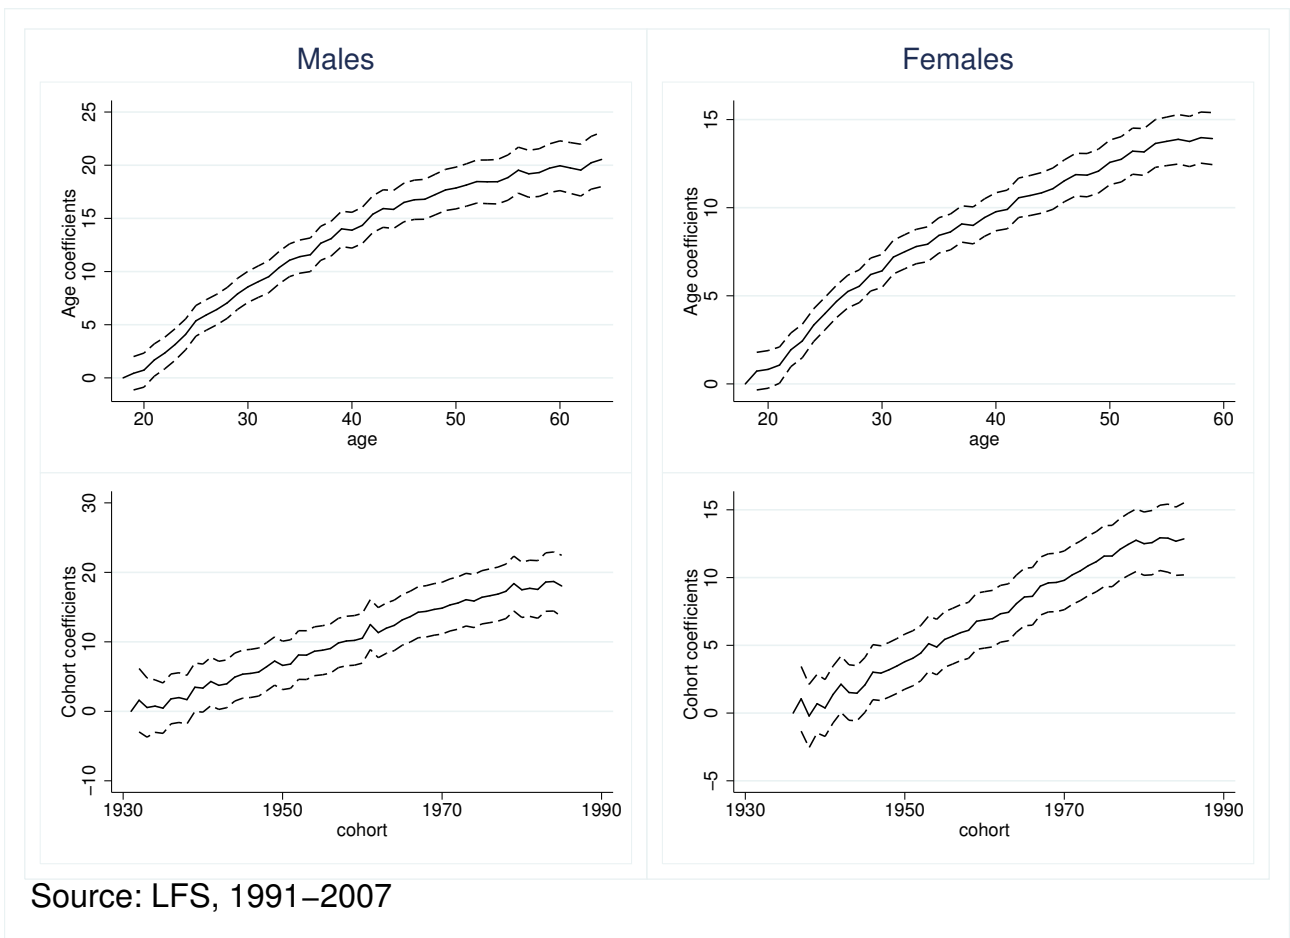 Males
Females
25
20
15
10
5
0
Age coefficients
20 30 40 50 60
age
15
10
5
0
Age coefficients
20 30 40 50 60
age
30
20
10
0
−10
Cohort coefficients
1930 1950 1970 1990
cohort
15
10
5
0
−5
Cohort coefficients
1930 1950 1970 1990
cohort
Source: LFS, 1991−2007